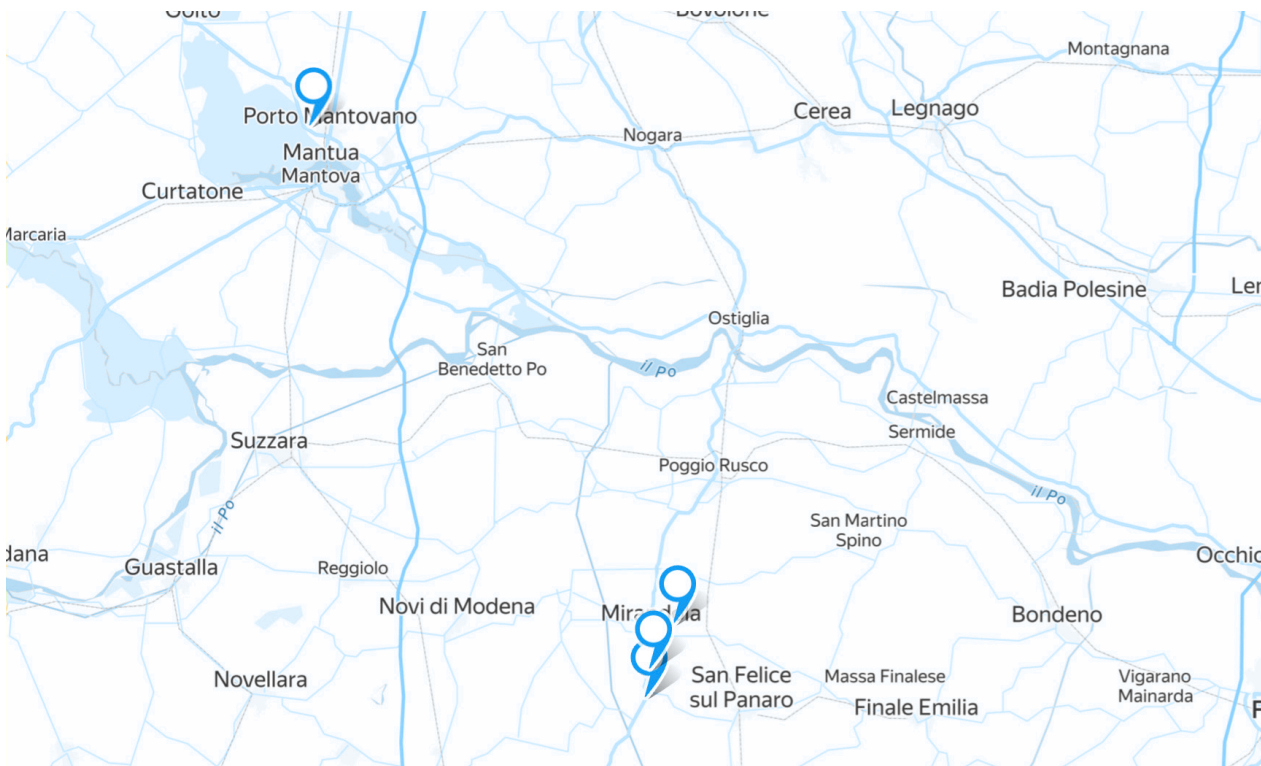 Montagnana
Porto Mantovano
Cerea
Legnago
Nogara
Mantua
Mantova
Curtatone
Marcaria
Badia Polesine
Ostiglia
San
Benedetto Po
il Po
Castelmassa
Sermide
Suzzara
Poggio Rusco
il Po
il Po
San Martino
Spino
Guastalla
Reggiolo
Novi di Modena
Bondeno
San Felice
sul Panaro
Massa Finalese
Finale Emilia
Novellara
Vigarano
Mainarda